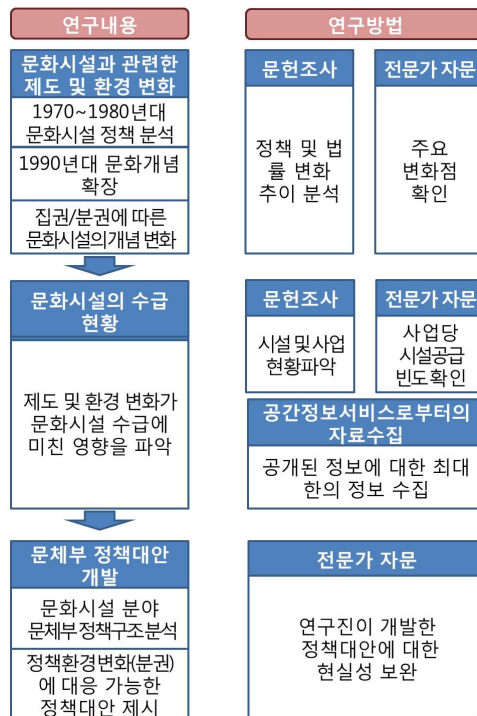 연구내용
연구방법
문화시설과 관련한
제도 및 환경 변화
1970~1980년대
문화시설 정책 분석
1990년대 문화개념
확장
집권/분권에 따른
문화시설의개념 변화
문헌조사
정책 및 법
률 변화
추이 분석
전문가 자문
주요
변화점
확인
문화시설의 수급
현황
제도 및 환경 변화가
문화시설 수급에
미친 영향을 파악
문헌조사
시설 및 사업
현황파악
전문가 자문
사업당
시설공급
빈도확인
공간정보서비스로부터의
자료수집
공개된 정보에 대한 최대
한의 정보 수집
문체부 정책대안
개발
문화시설 분야
문체부 정책구조 분석
정책환경변화(분권)
에 대응 가능한
정책대안 제시
전문가 자문
연구진이 개발한
정책대안에 대한
현실성 보완